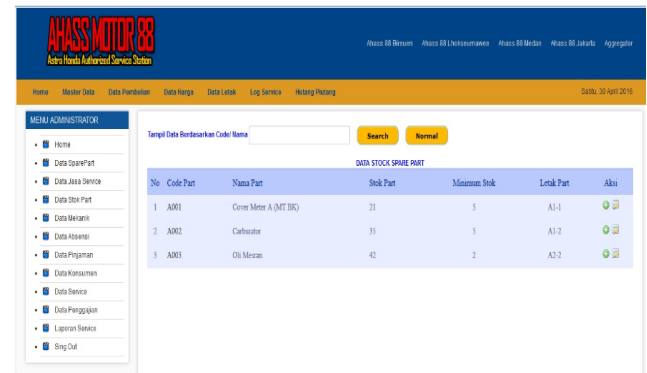 AHASS MOTOR 88
Astra Honda Authorized Service Station
Ahass 88 Bireuen Ahass 88 Lhokseumawee Ahass 88 Medan Ahass 88 Jakarta Aggregator
Home Master Data Data Pembelian Data Harga Data Letak Log Service Hutang Piutang Sabtu, 30 April 2016
MENU ADMINISTRATOR
Home
Data SparePart
Data Jasa Service
Data Stok Part
Data Mekanik
Data Absensi
Data Pinjaman
Data Konsumen
Data Service
Data Penggajian
Laporan Service
Sing Out
Tampil Data Berdasarkan Code/ Nama Search Normal
DATA STOCK SPARE PART
No Code Part Nama Part Stok Part Minimum Stok Letak Part Aksi
1 A001 Cover Meter A (MT BK) 21 5 A1-1
2 A002 Carburator 35 5 A1-2
3 A003 Oli Mesran 42 2 A2-2